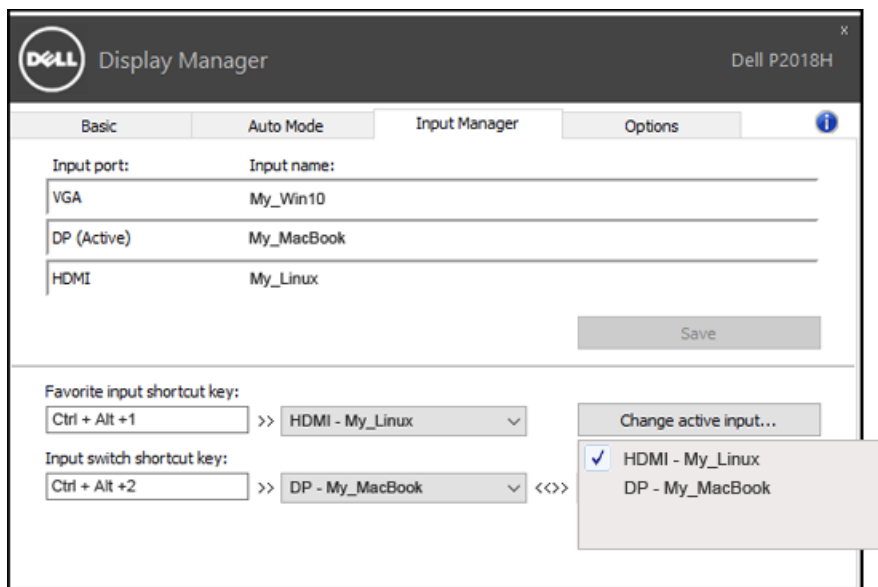 x
DELL Display Manager Dell P2018H
Basic Auto Mode Input Manager Options i
Input port: Input name:
VGA My_Win10
DP (Active) My_MacBook
HDMI My_Linux
Save
Favorite input shortcut key:
Ctrl + Alt +1 >> HDMI - My_Linux Change active input...
Input switch shortcut key: ✓ HDMI - My_Linux
Ctrl + Alt +2 >> DP - My_MacBook <<>> DP - My_MacBook